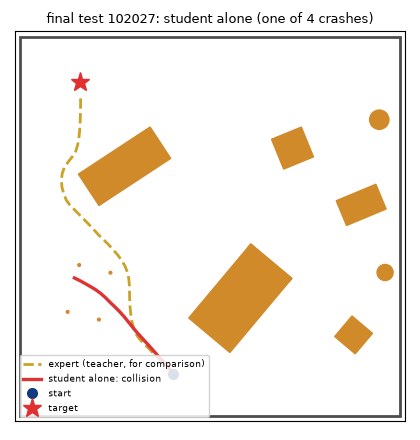 final test 102027: student alone (one of 4 crashes)
expert (teacher, for comparison)
student alone: collision
start
target